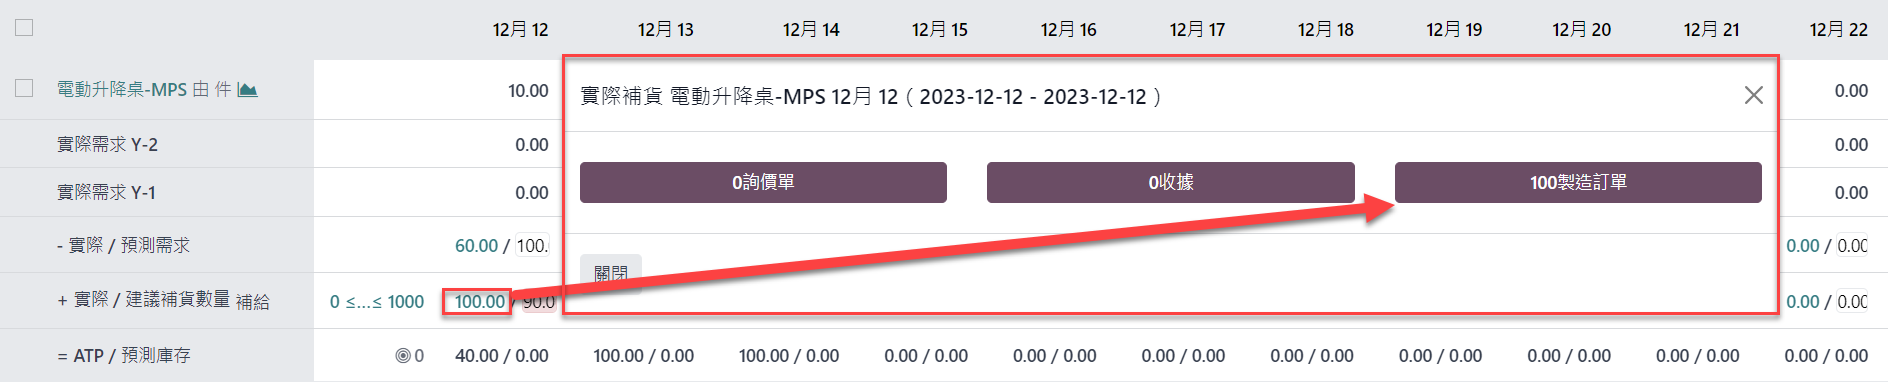 12月 12 12月 13 12月 14 12月 15 12月 16 12月 17 12月 18 12月 19 12月 20 12月 21 12月 22
電動升降桌-MPS 由 件 10.00 0.00
實際補貨 電動升降桌-MPS 12月 12 ( 2023-12-12 - 2023-12-12 )
實際需求 Y-2 0.00 0.00
0詢價單 0收據 100製造訂單
實際需求 Y-1 0.00 0.00
- 實際 / 預測需求 60.00 / 100. 0.00 / 0.00
關閉
+ 實際 / 建議補貨數量 補給 0 ≤...≤ 1000 100.00 / 90.0 0.00 / 0.00
= ATP / 預測庫存 0 40.00 / 0.00 100.00 / 0.00 100.00 / 0.00 0.00 / 0.00 0.00 / 0.00 0.00 / 0.00 0.00 / 0.00 0.00 / 0.00 0.00 / 0.00 0.00 / 0.00 0.00 / 0.00